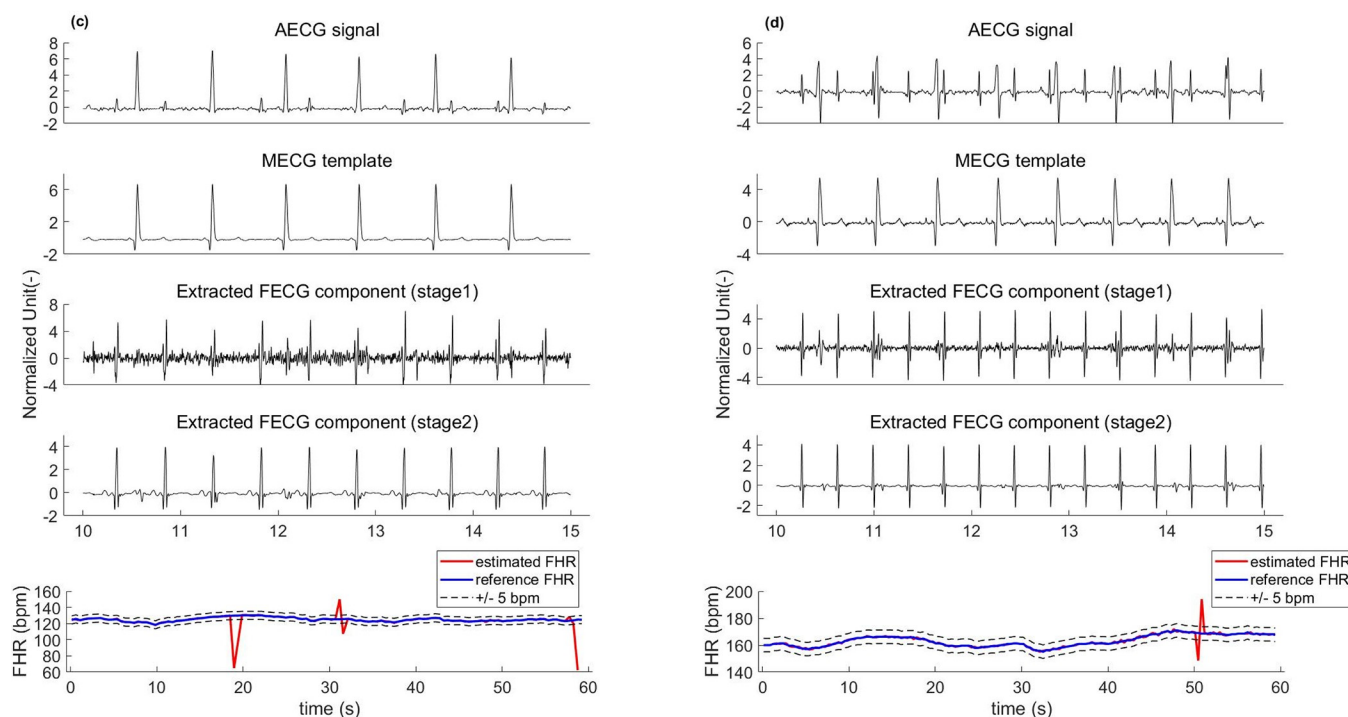 (c)
AECG signal
8
6
4
2
0
-2
MECG template
6
2
-2
Normalized Unit(-)
Extracted FECG component (stage1)
8
4
0
-4
Extracted FECG component (stage2)
4
2
0
-2
10 11 12 13 14 15
estimated FHR
reference FHR
+/- 5 bpm
FHR (bpm)
160
140
120
100
80
60
0 10 20 30 40 50 60
time (s)
(d)
AECG signal
6
4
2
0
-2
-4
MECG template
4
0
-4
Normalized Unit(-)
Extracted FECG component (stage1)
4
0
-4
Extracted FECG component (stage2)
4
2
0
-2
10 11 12 13 14 15
estimated FHR
reference FHR
+/- 5 bpm
FHR (bpm)
200
180
160
140
0 10 20 30 40 50 60
time (s)